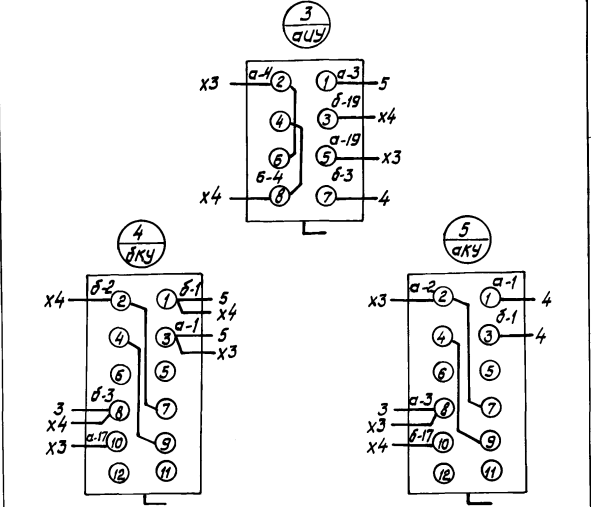 3
аИУ
х3 а-4 2 1 а-3 5
б-19
4 3 х4
а-19
6 5 х3
б-4 б-3
х4 8 7 4
4
бКУ
5
аКУ
х4 б-2 2 1 б-1 5
х4
а-1
4 3 5
х3
6 5
б-3
3 8 7
х4
х3 а-17 10 9
12 11
х3 а-2 2 1 а-1 4
б-1
4 3 4
6 5
а-3
3 8 7
х3
х4 б-17 10 9
12 11